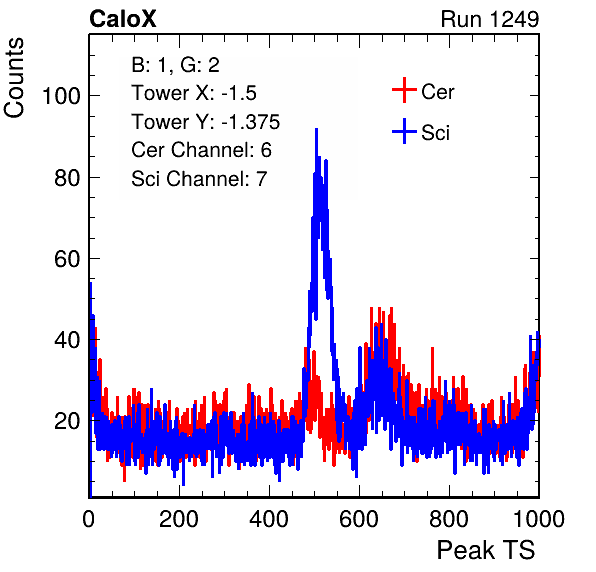 CaloX Run 1249
Counts
B: 1, G: 2
Tower X: -1.5
Tower Y: -1.375
Cer Channel: 6
Sci Channel: 7
Cer
Sci
100
80
60
40
20
0 200 400 600 800 1000
Peak TS